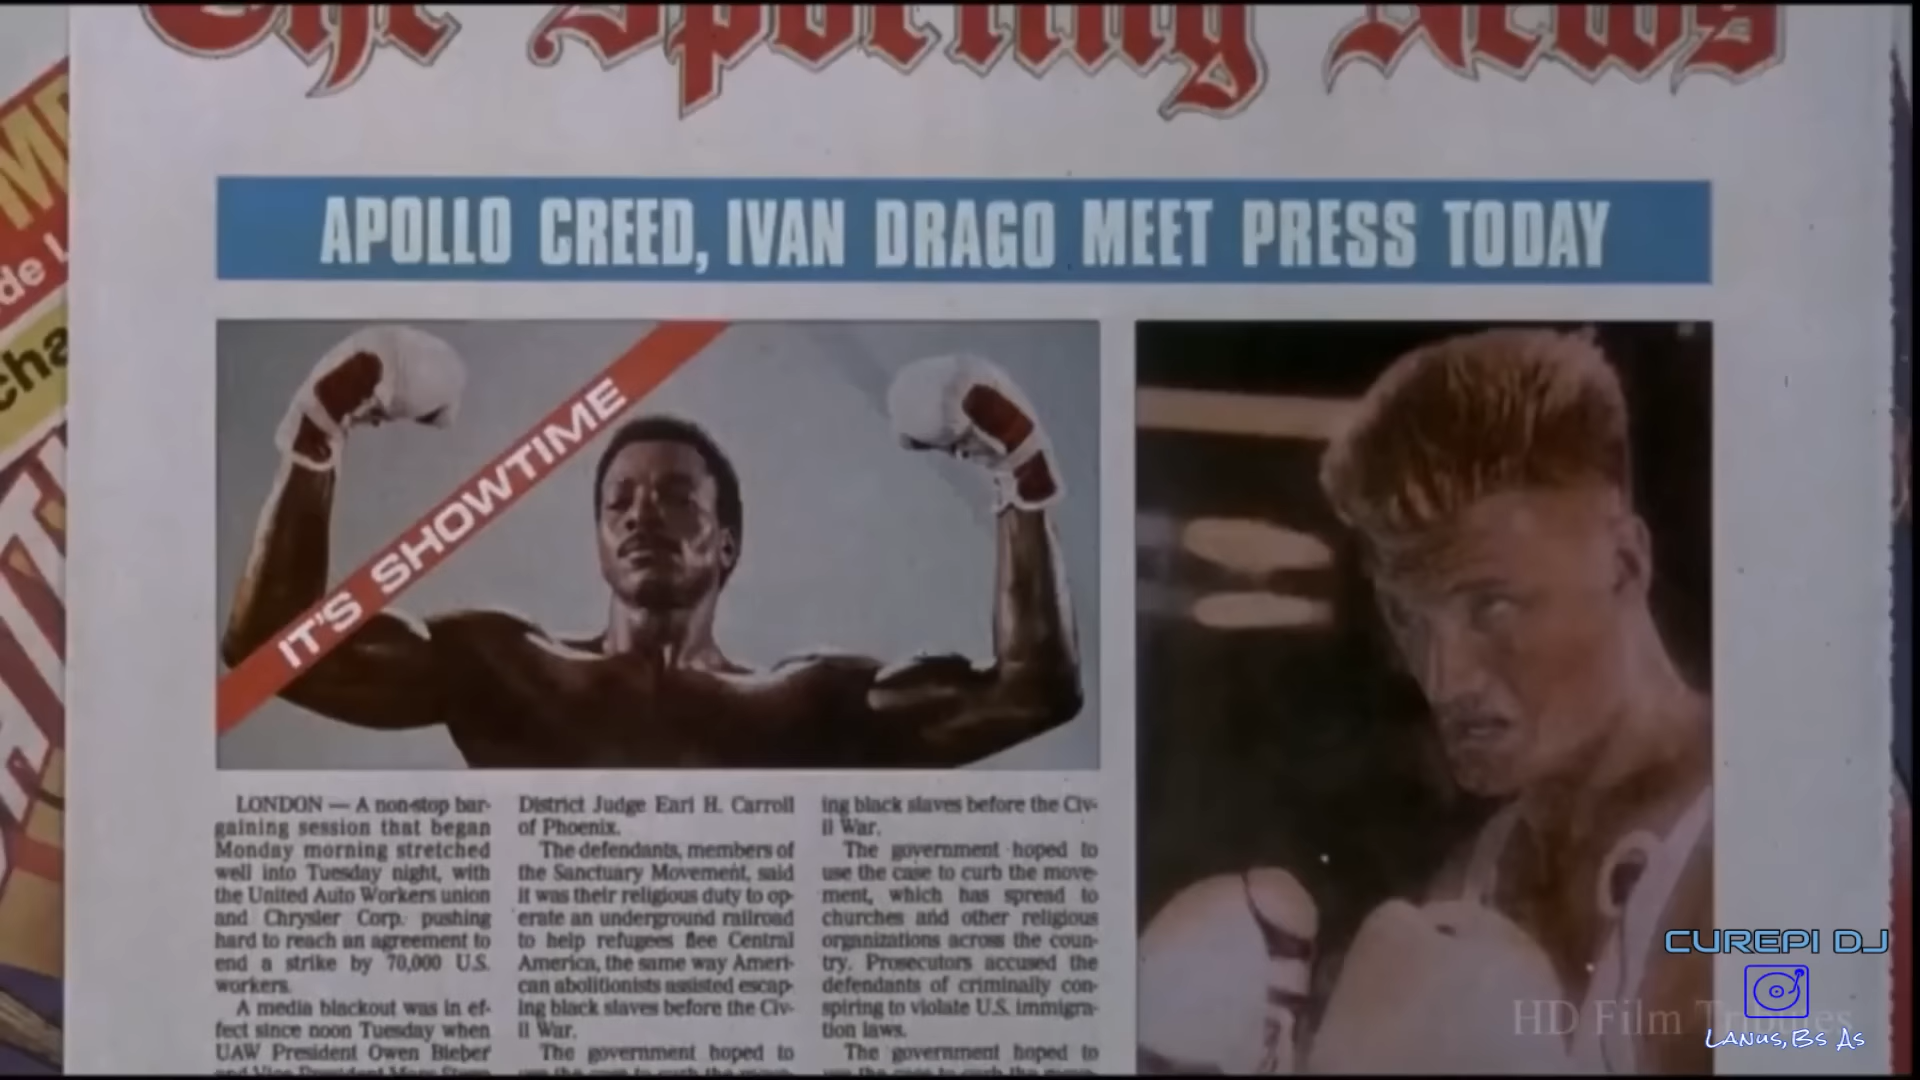 The Sporting News
APOLLO CREED, IVAN DRAGO MEET PRESS TODAY
IT'S SHOWTIME
LONDON — A non-stop bar-
gaining session that began
Monday morning stretched
well into Tuesday night, with
the United Auto Workers union
and Chrysler Corp. pushing
hard to reach an agreement to
end a strike by 70,000 U.S.
workers.
A media blackout was in ef-
fect since noon Tuesday when
UAW President Owen Bieber
District Judge Earl H. Carroll
of Phoenix.
The defendants, members of
the Sanctuary Movement, said
it was their religious duty to op-
erate an underground railroad
to help refugees flee Central
America, the same way Ameri-
can abolitionists assisted escap-
ing black slaves before the Civ-
il War.
The government hoped to
ing black slaves before the Civ-
il War.
The government hoped to
use the case to curb the move-
ment, which has spread to
churches and other religious
organizations across the coun-
try. Prosecutors accused the
defendants of criminally con-
spiring to violate U.S. immigra-
tion laws.
The government hoped to
de
cha
CUREPI DJ
HD Film Tributes
LANUS, BS AS